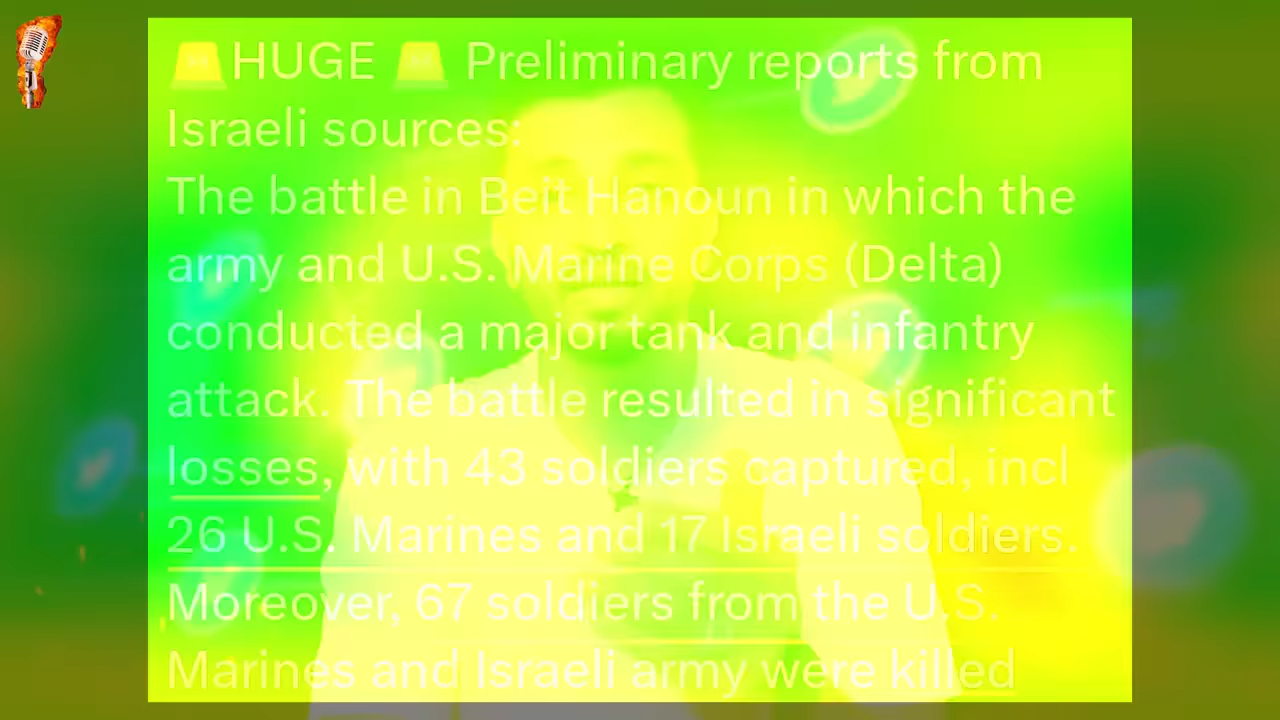 🚨HUGE 🚨 Preliminary reports from
Israeli sources:
The battle in Beit Hanoun in which the
army and U.S. Marine Corps (Delta)
conducted a major tank and infantry
attack. The battle resulted in significant
losses, with 43 soldiers captured, incl
26 U.S. Marines and 17 Israeli soldiers.
Moreover, 67 soldiers from the U.S.
Marines and Israeli army were killed